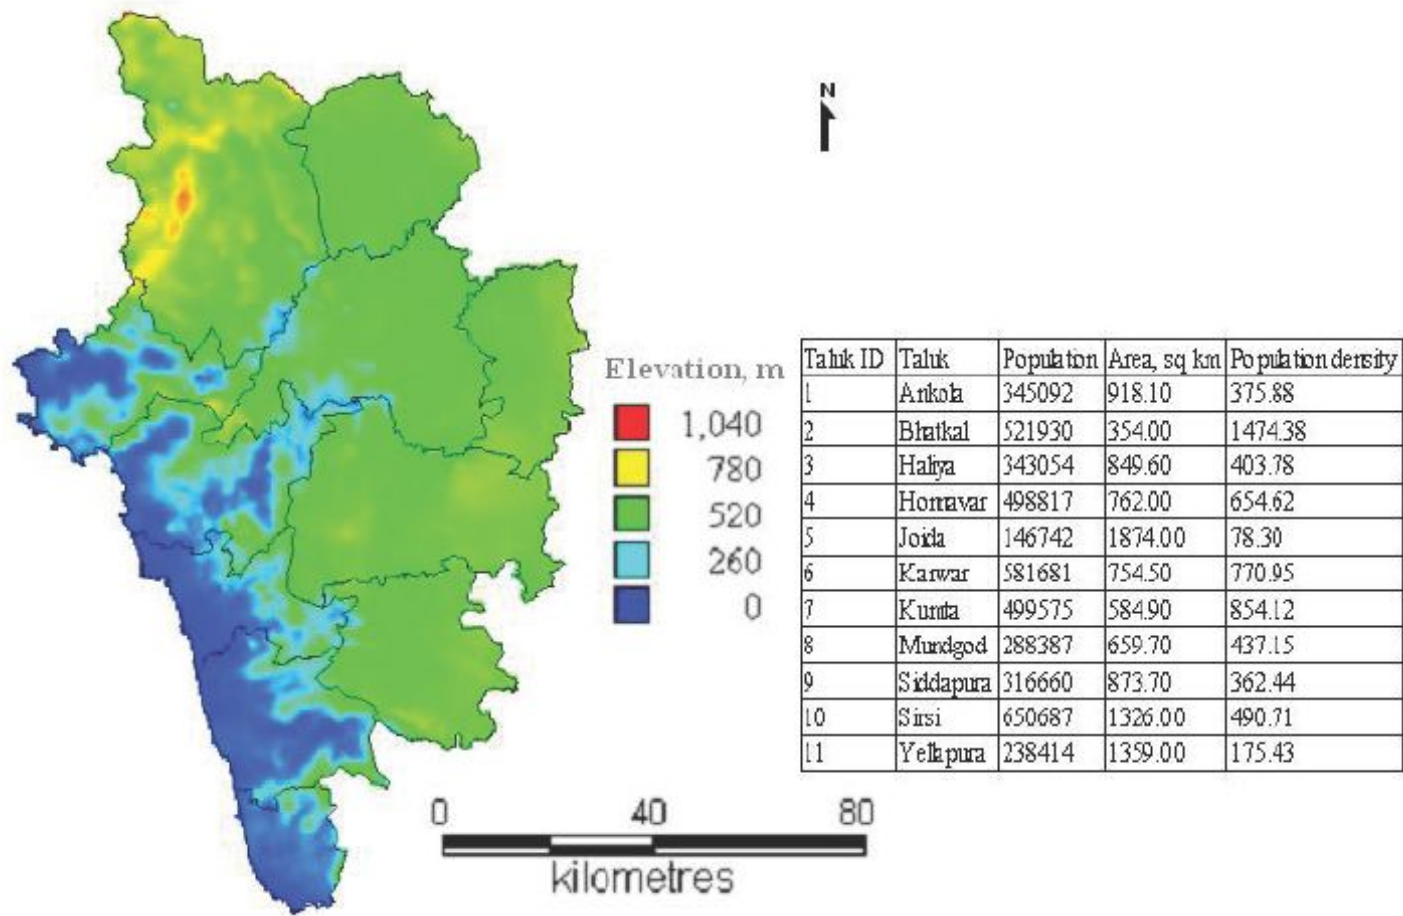 N
Elevation, m
1,040
780
520
260
0
Taluk ID Taluk Population Area, sq km Population density
1 Ankola 345092 918.10 375.88
2 Bhatkal 521930 354.00 1474.38
3 Haliya 343054 849.60 403.78
4 Honnavar 498817 762.00 654.62
5 Joida 146742 1874.00 78.30
6 Karwar 581681 754.50 770.95
7 Kumta 499575 584.90 854.12
8 Mundgod 288387 659.70 437.15
9 Siddapura 316660 873.70 362.44
10 Sirsi 650687 1326.00 490.71
11 Yellapura 238414 1359.00 175.43
0 40 80
kilometres